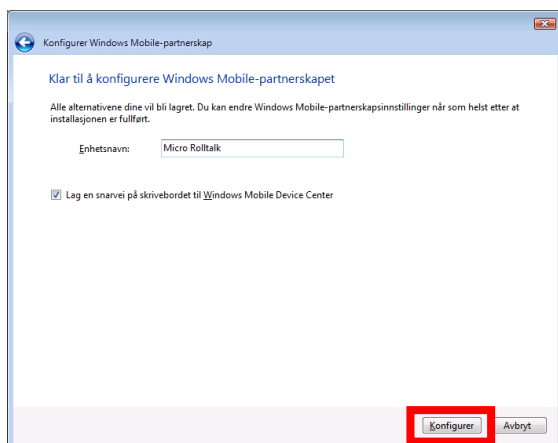 Konfigurer Windows Mobile-partnerskap
Klar til å konfigurere Windows Mobile-partnerskapet
Alle alternativene dine vil bli lagret. Du kan endre Windows Mobile-partnerskapsinnstillinger når som helst etter at
installasjonen er fullført.
Enhetsnavn: Micro Rolltalk
Lag en snarvei på skrivebordet til Windows Mobile Device Center
Konfigurer Avbryt